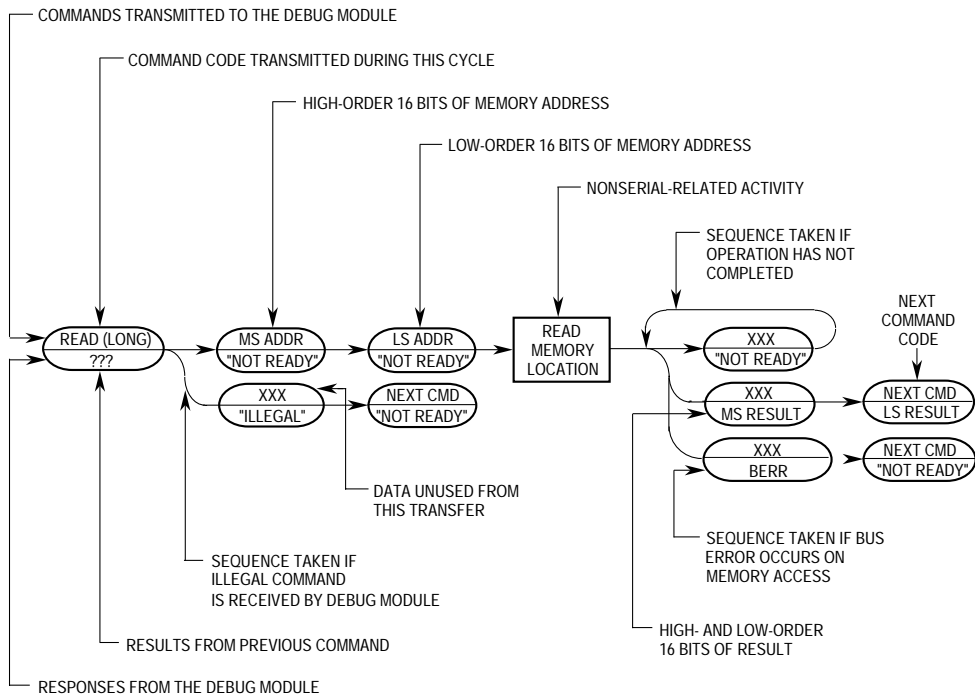 COMMANDS TRANSMITTED TO THE DEBUG MODULE
COMMAND CODE TRANSMITTED DURING THIS CYCLE
HIGH-ORDER 16 BITS OF MEMORY ADDRESS
LOW-ORDER 16 BITS OF MEMORY ADDRESS
NONSERIAL-RELATED ACTIVITY
SEQUENCE TAKEN IF
OPERATION HAS NOT
COMPLETED
NEXT
COMMAND
CODE
READ (LONG)
???
MS ADDR
"NOT READY"
LS ADDR
"NOT READY"
READ
MEMORY
LOCATION
XXX
"NOT READY"
XXX
"ILLEGAL"
NEXT CMD
"NOT READY"
XXX
MS RESULT
NEXT CMD
LS RESULT
XXX
BERR
NEXT CMD
"NOT READY"
DATA UNUSED FROM
THIS TRANSFER
SEQUENCE TAKEN IF
ILLEGAL COMMAND
IS RECEIVED BY DEBUG MODULE
SEQUENCE TAKEN IF BUS
ERROR OCCURS ON
MEMORY ACCESS
RESULTS FROM PREVIOUS COMMAND
HIGH- AND LOW-ORDER
16 BITS OF RESULT
RESPONSES FROM THE DEBUG MODULE